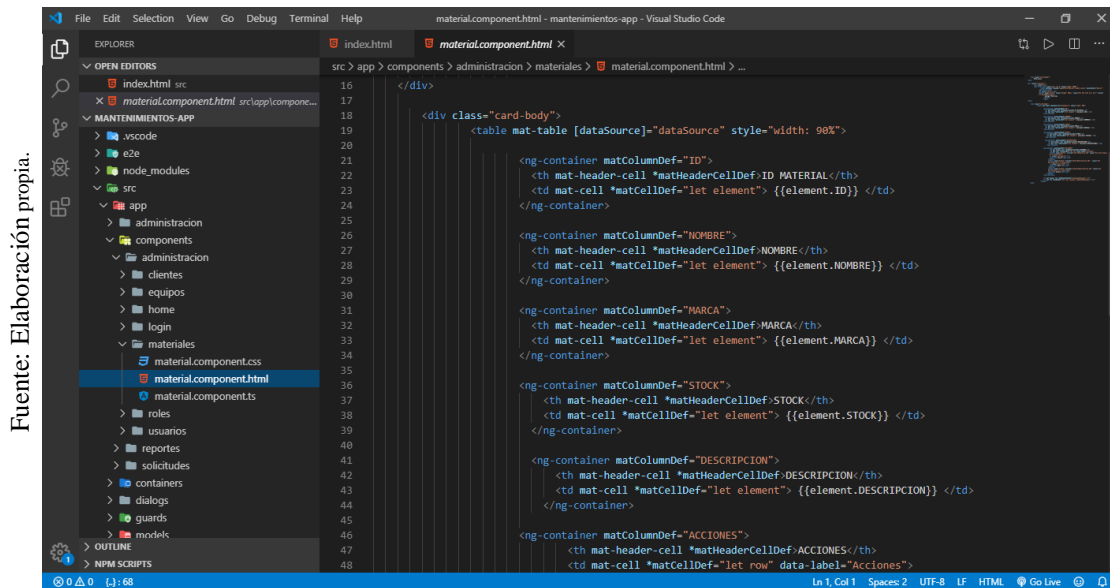 Fuente: Elaboración propia.
File Edit Selection View Go Debug Terminal Help
material.component.html - mantenimientos-app - Visual Studio Code
EXPLORER
OPEN EDITORS
index.html src
material.component.html src\app\compone...
MANTENIMIENTOS-APP
.vscode
e2e
node_modules
src
app
administracion
components
administracion
clientes
equipos
home
login
materiales
material.component.css
material.component.html
material.component.ts
roles
usuarios
reportes
solicitudes
containers
dialogs
guards
models
OUTLINE
NPM SCRIPTS
1
index.html
material.component.html
src > app > components > administracion > materiales > material.component.html > ...
16 </div>
17
18 <div class="card-body">
19 <table mat-table [dataSource]="dataSource" style="width: 90%">
20
21 <ng-container matColumnDef="ID">
22 <th mat-header-cell *matHeaderCellDef>ID MATERIAL</th>
23 <td mat-cell *matCellDef="let element"> {{element.ID}} </td>
24 </ng-container>
25
26 <ng-container matColumnDef="NOMBRE">
27 <th mat-header-cell *matHeaderCellDef>NOMBRE</th>
28 <td mat-cell *matCellDef="let element"> {{element.NOMBRE}} </td>
29 </ng-container>
30
31 <ng-container matColumnDef="MARCA">
32 <th mat-header-cell *matHeaderCellDef>MARCA</th>
33 <td mat-cell *matCellDef="let element"> {{element.MARCA}} </td>
34 </ng-container>
35
36 <ng-container matColumnDef="STOCK">
37 <th mat-header-cell *matHeaderCellDef>STOCK</th>
38 <td mat-cell *matCellDef="let element"> {{element.STOCK}} </td>
39 </ng-container>
40
41 <ng-container matColumnDef="DESCRIPCION">
42 <th mat-header-cell *matHeaderCellDef>DESCRIPCION</th>
43 <td mat-cell *matCellDef="let element"> {{element.DESCRIPCION}} </td>
44 </ng-container>
45
46 <ng-container matColumnDef="ACCIONES">
47 <th mat-header-cell *matHeaderCellDef>ACCIONES</th>
48 <td mat-cell *matCellDef="let row" data-label="Acciones">
0 0 {..} : 68
Ln 1, Col 1 Spaces: 2 UTF-8 LF HTML Go Live